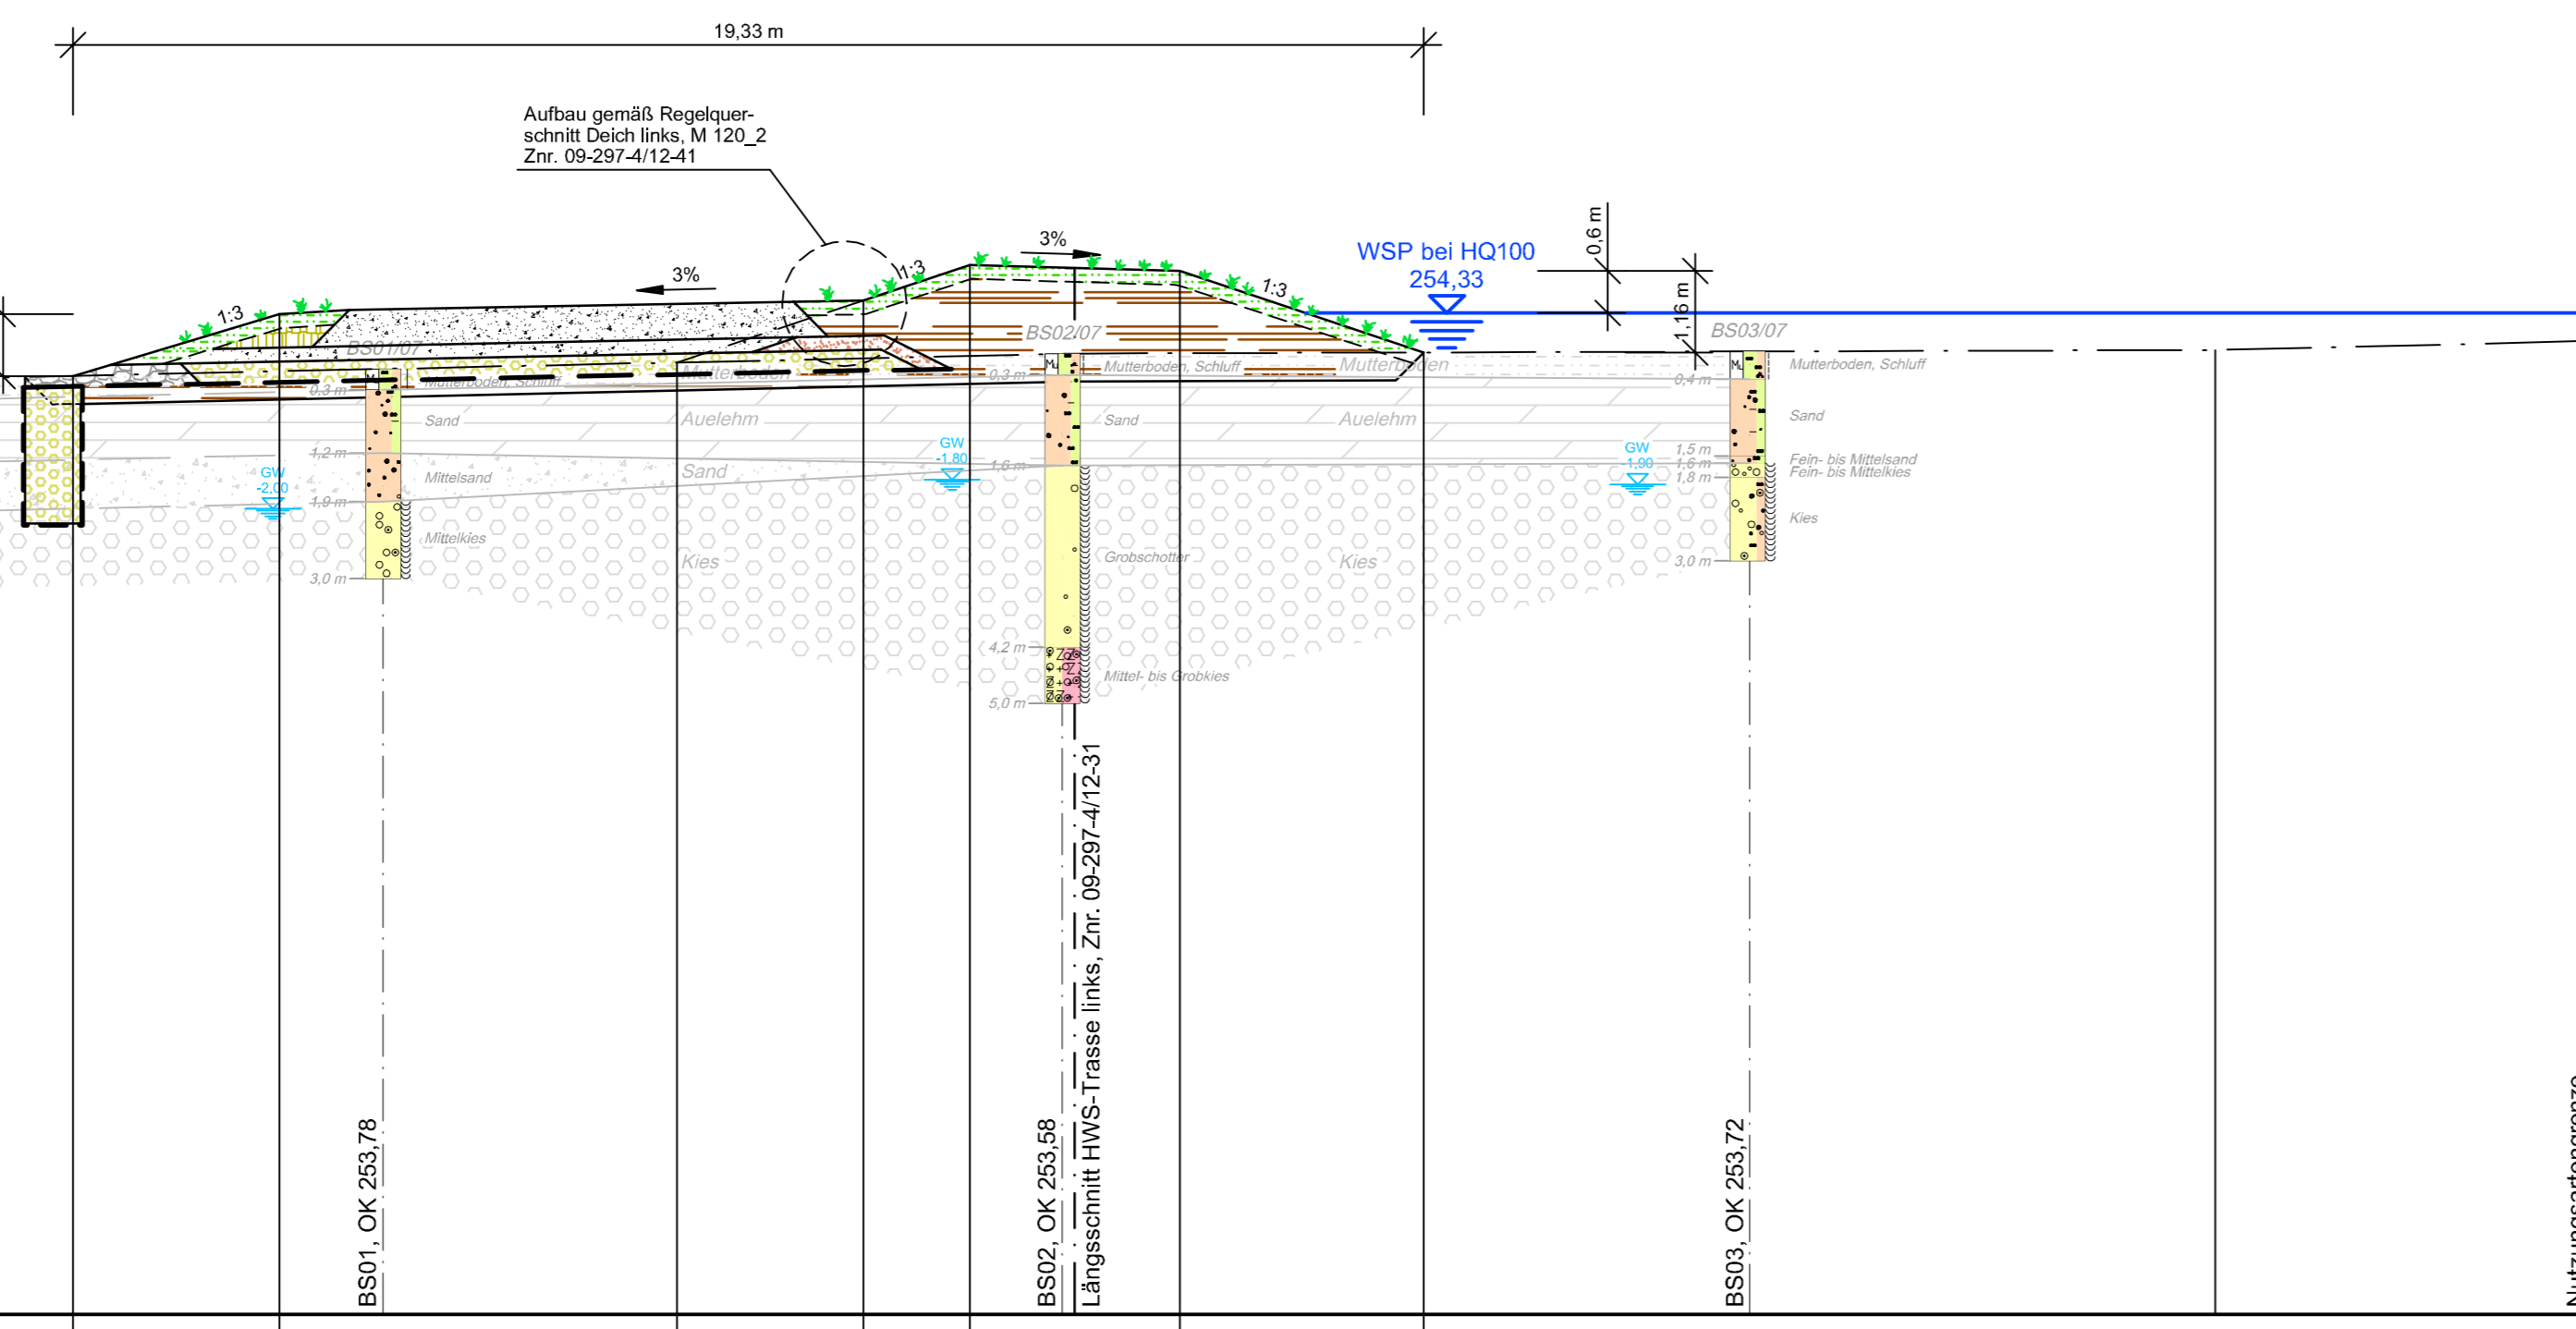 19,33 m
Aufbau gemäß Regelquer-
schnitt Deich links, M 120_2
Znr. 09-297-4/12-41
3%
3%
1:3
1:3
1:3
WSP bei HQ100
254,33
0,6 m
1,16 m
BS01/07
BS02/07
BS03/07
Mutterboden
Mutterboden
Auelehm
Auelehm
Sand
Kies
Kies
0,3 m
Mutterboden, Schluff
Sand
1,2 m
Mittelsand
1,9 m
Mittelkies
3,0 m
GW
-2,00
Mu
0,3 m
Mutterboden, Schluff
Sand
GW
-1,80
1,6 m
Grobschotter
4,2 m
Mittel- bis Grobkies
5,0 m
Mu
Mutterboden, Schluff
0,4 m
Sand
GW
-1,90
1,5 m
1,6 m
1,8 m
Fein- bis Mittelsand
Fein- bis Mittelkies
Kies
3,0 m
BS01, OK 253,78
BS02, OK 253,58
Längsschnitt HWS-Trasse links, Znr. 09-297-4/12-31
BS03, OK 253,72
Nutzungsartengrenze